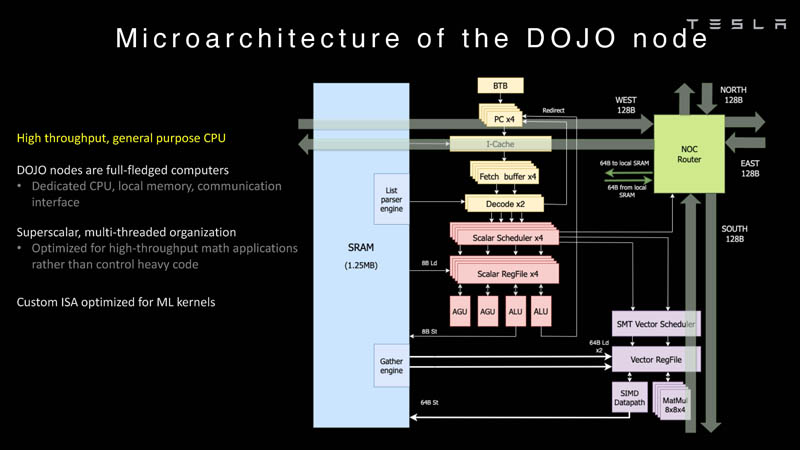 TESLA
Microarchitecture of the DOJO node
High throughput, general purpose CPU
DOJO nodes are full-fledged computers
• Dedicated CPU, local memory, communication
interface
Superscalar, multi-threaded organization
• Optimized for high-throughput math applications
rather than control heavy code
Custom ISA optimized for ML kernels
SRAM
(1.25MB)
List
parser
engine
Gather
engine
BTB
Redirect
PC x4
I-Cache
Fetch buffer x4
Decode x2
Scalar Scheduler x4
8B Ld
Scalar RegFile x4
AGU
AGU
ALU
ALU
8B St
64B Ld
x2
64B St
WEST
128B
NORTH
128B
NOC
Router
EAST
128B
64B to local SRAM
64B from local
SRAM
SOUTH
128B
SMT Vector Scheduler
Vector RegFile
SIMD
Datapath
MatMul
8x8x4